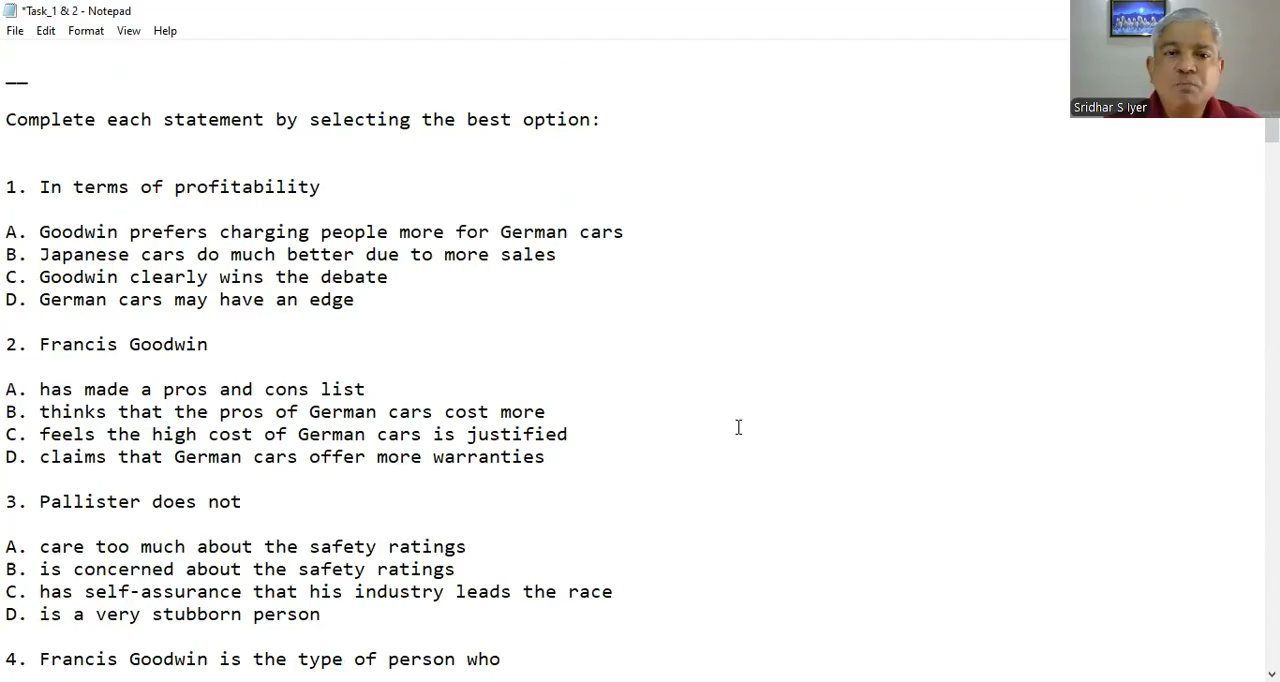 *Task_1 & 2 - Notepad
File Edit Format View Help
__
Complete each statement by selecting the best option:
1. In terms of profitability
A. Goodwin prefers charging people more for German cars
B. Japanese cars do much better due to more sales
C. Goodwin clearly wins the debate
D. German cars may have an edge
2. Francis Goodwin
A. has made a pros and cons list
B. thinks that the pros of German cars cost more
C. feels the high cost of German cars is justified
D. claims that German cars offer more warranties
3. Pallister does not
A. care too much about the safety ratings
B. is concerned about the safety ratings
C. has self-assurance that his industry leads the race
D. is a very stubborn person
4. Francis Goodwin is the type of person who
Sridhar S Iyer